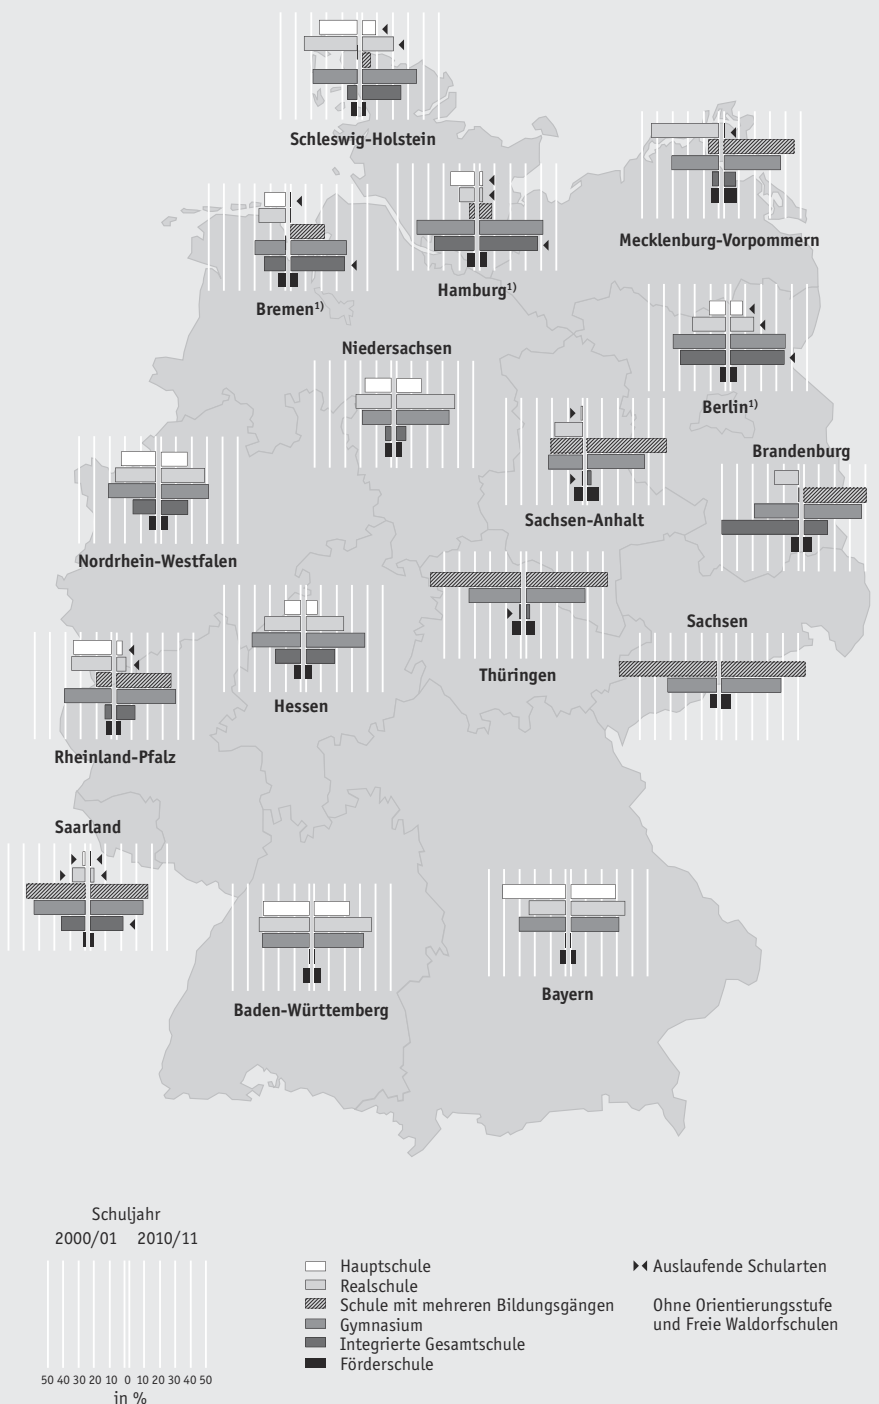 Schleswig-Holstein
Mecklenburg-Vorpommern
Hamburg¹⁾
Bremen¹⁾
Niedersachsen
Berlin¹⁾
Brandenburg
Sachsen-Anhalt
Nordrhein-Westfalen
Sachsen
Thüringen
Hessen
Rheinland-Pfalz
Saarland
Bayern
Baden-Württemberg
Schuljahr
2000/01 2010/11
50 40 30 20 10 0 10 20 30 40 50
in %
Hauptschule
Realschule
Schule mit mehreren Bildungsgängen
Gymnasium
Integrierte Gesamtschule
Förderschule
Auslaufende Schularten
Ohne Orientierungsstufe
und Freie Waldorfschulen